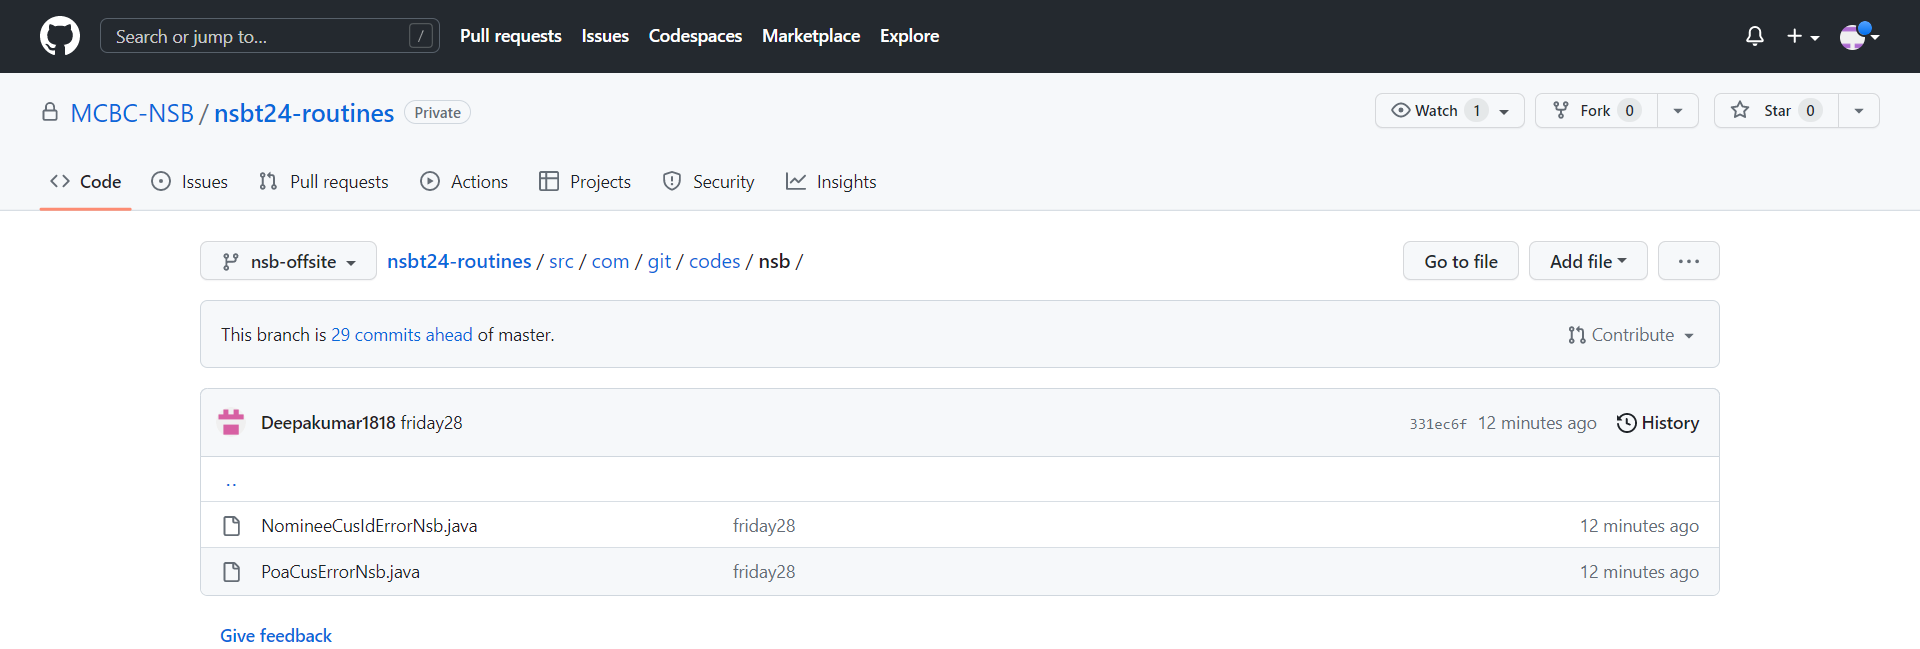 Search or jump to... / Pull requests Issues Codespaces Marketplace Explore
MCBC-NSB / nsbt24-routines Private Watch 1 Fork 0 Star 0
Code Issues Pull requests Actions Projects Security Insights
nsb-offsite nsbt24-routines / src / com / git / codes / nsb / Go to file Add file ...
This branch is 29 commits ahead of master. Contribute
Deepakumar1818 friday28 331ec6f 12 minutes ago History
..
NomineeCusIdErrorNsb.java friday28 12 minutes ago
PoaCusErrorNsb.java friday28 12 minutes ago
Give feedback